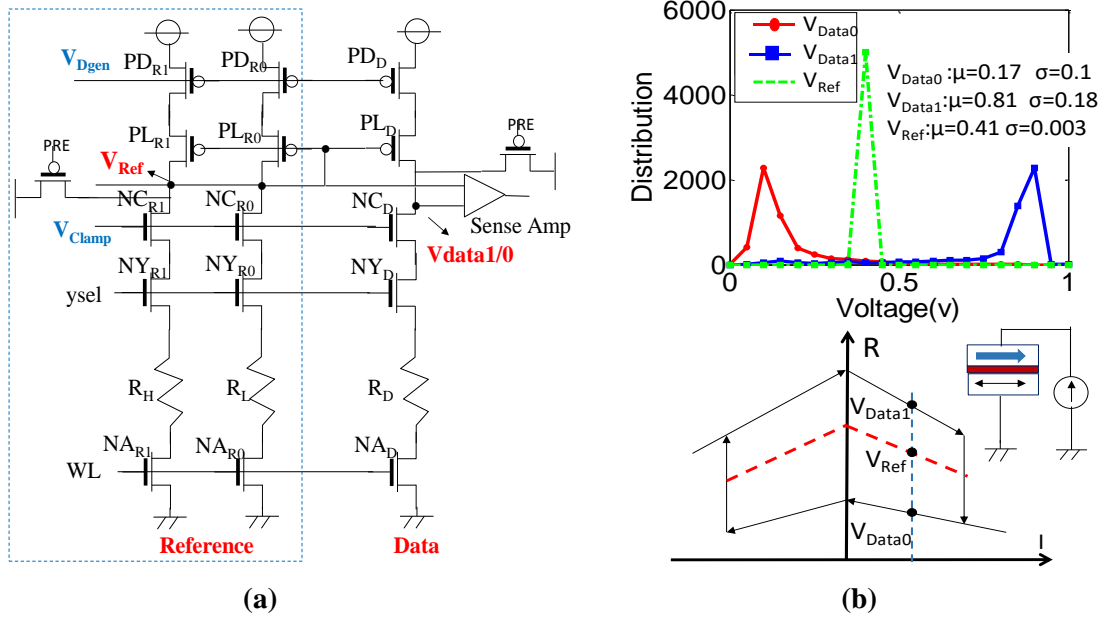 V_Dgen
PD_R1
PD_R0
PD_D
PL_R1
PL_R0
PL_D
PRE
PRE
V_Ref
NC_R1
NC_R0
NC_D
Sense Amp
V_Clamp
Vdata1/0
NY_R1
NY_R0
NY_D
ysel
R_H
R_L
R_D
NA_R1
NA_R0
NA_D
WL
Reference
Data
(a)
6000
4000
2000
0
Distribution
V_Data0
V_Data1
V_Ref
V_Data0 :μ=0.17 σ=0.1
V_Data1:μ=0.81 σ=0.18
V_Ref:μ=0.41 σ=0.003
0
0.5
1
Voltage(v)
R
V_Data1
V_Ref
V_Data0
I
(b)